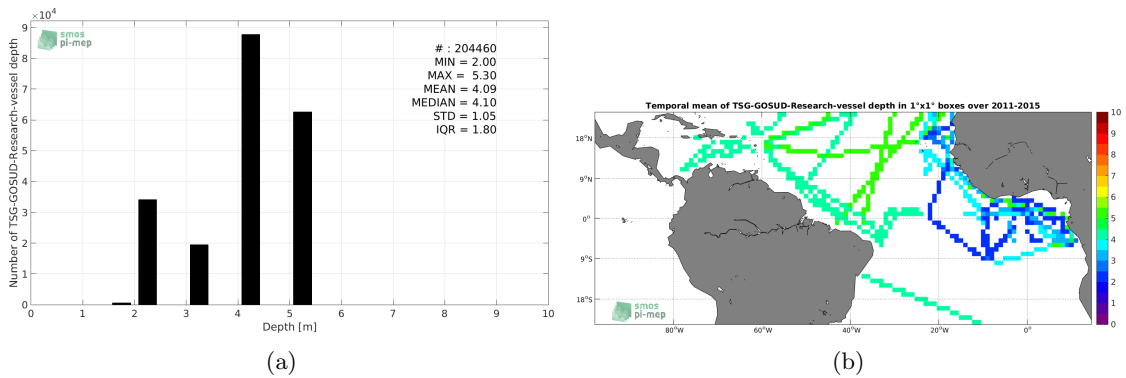 ×10⁴
9
8
7
6
5
4
3
2
1
0
Number of TSG-GOSUD-Research-vessel depth
smos
pi-mep
# : 204460
MIN = 2.00
MAX = 5.30
MEAN = 4.09
MEDIAN = 4.10
STD = 1.05
IQR = 1.80
0 1 2 3 4 5 6 7 8 9 10
Depth [m]
(a)
Temporal mean of TSG-GOSUD-Research-vessel depth in 1°x1° boxes over 2011-2015
18°N
9°N
0°
9°S
18°S
80°W 60°W 40°W 20°W 0°
smos
pi-mep
10
9
8
7
6
5
4
3
2
1
0
(b)